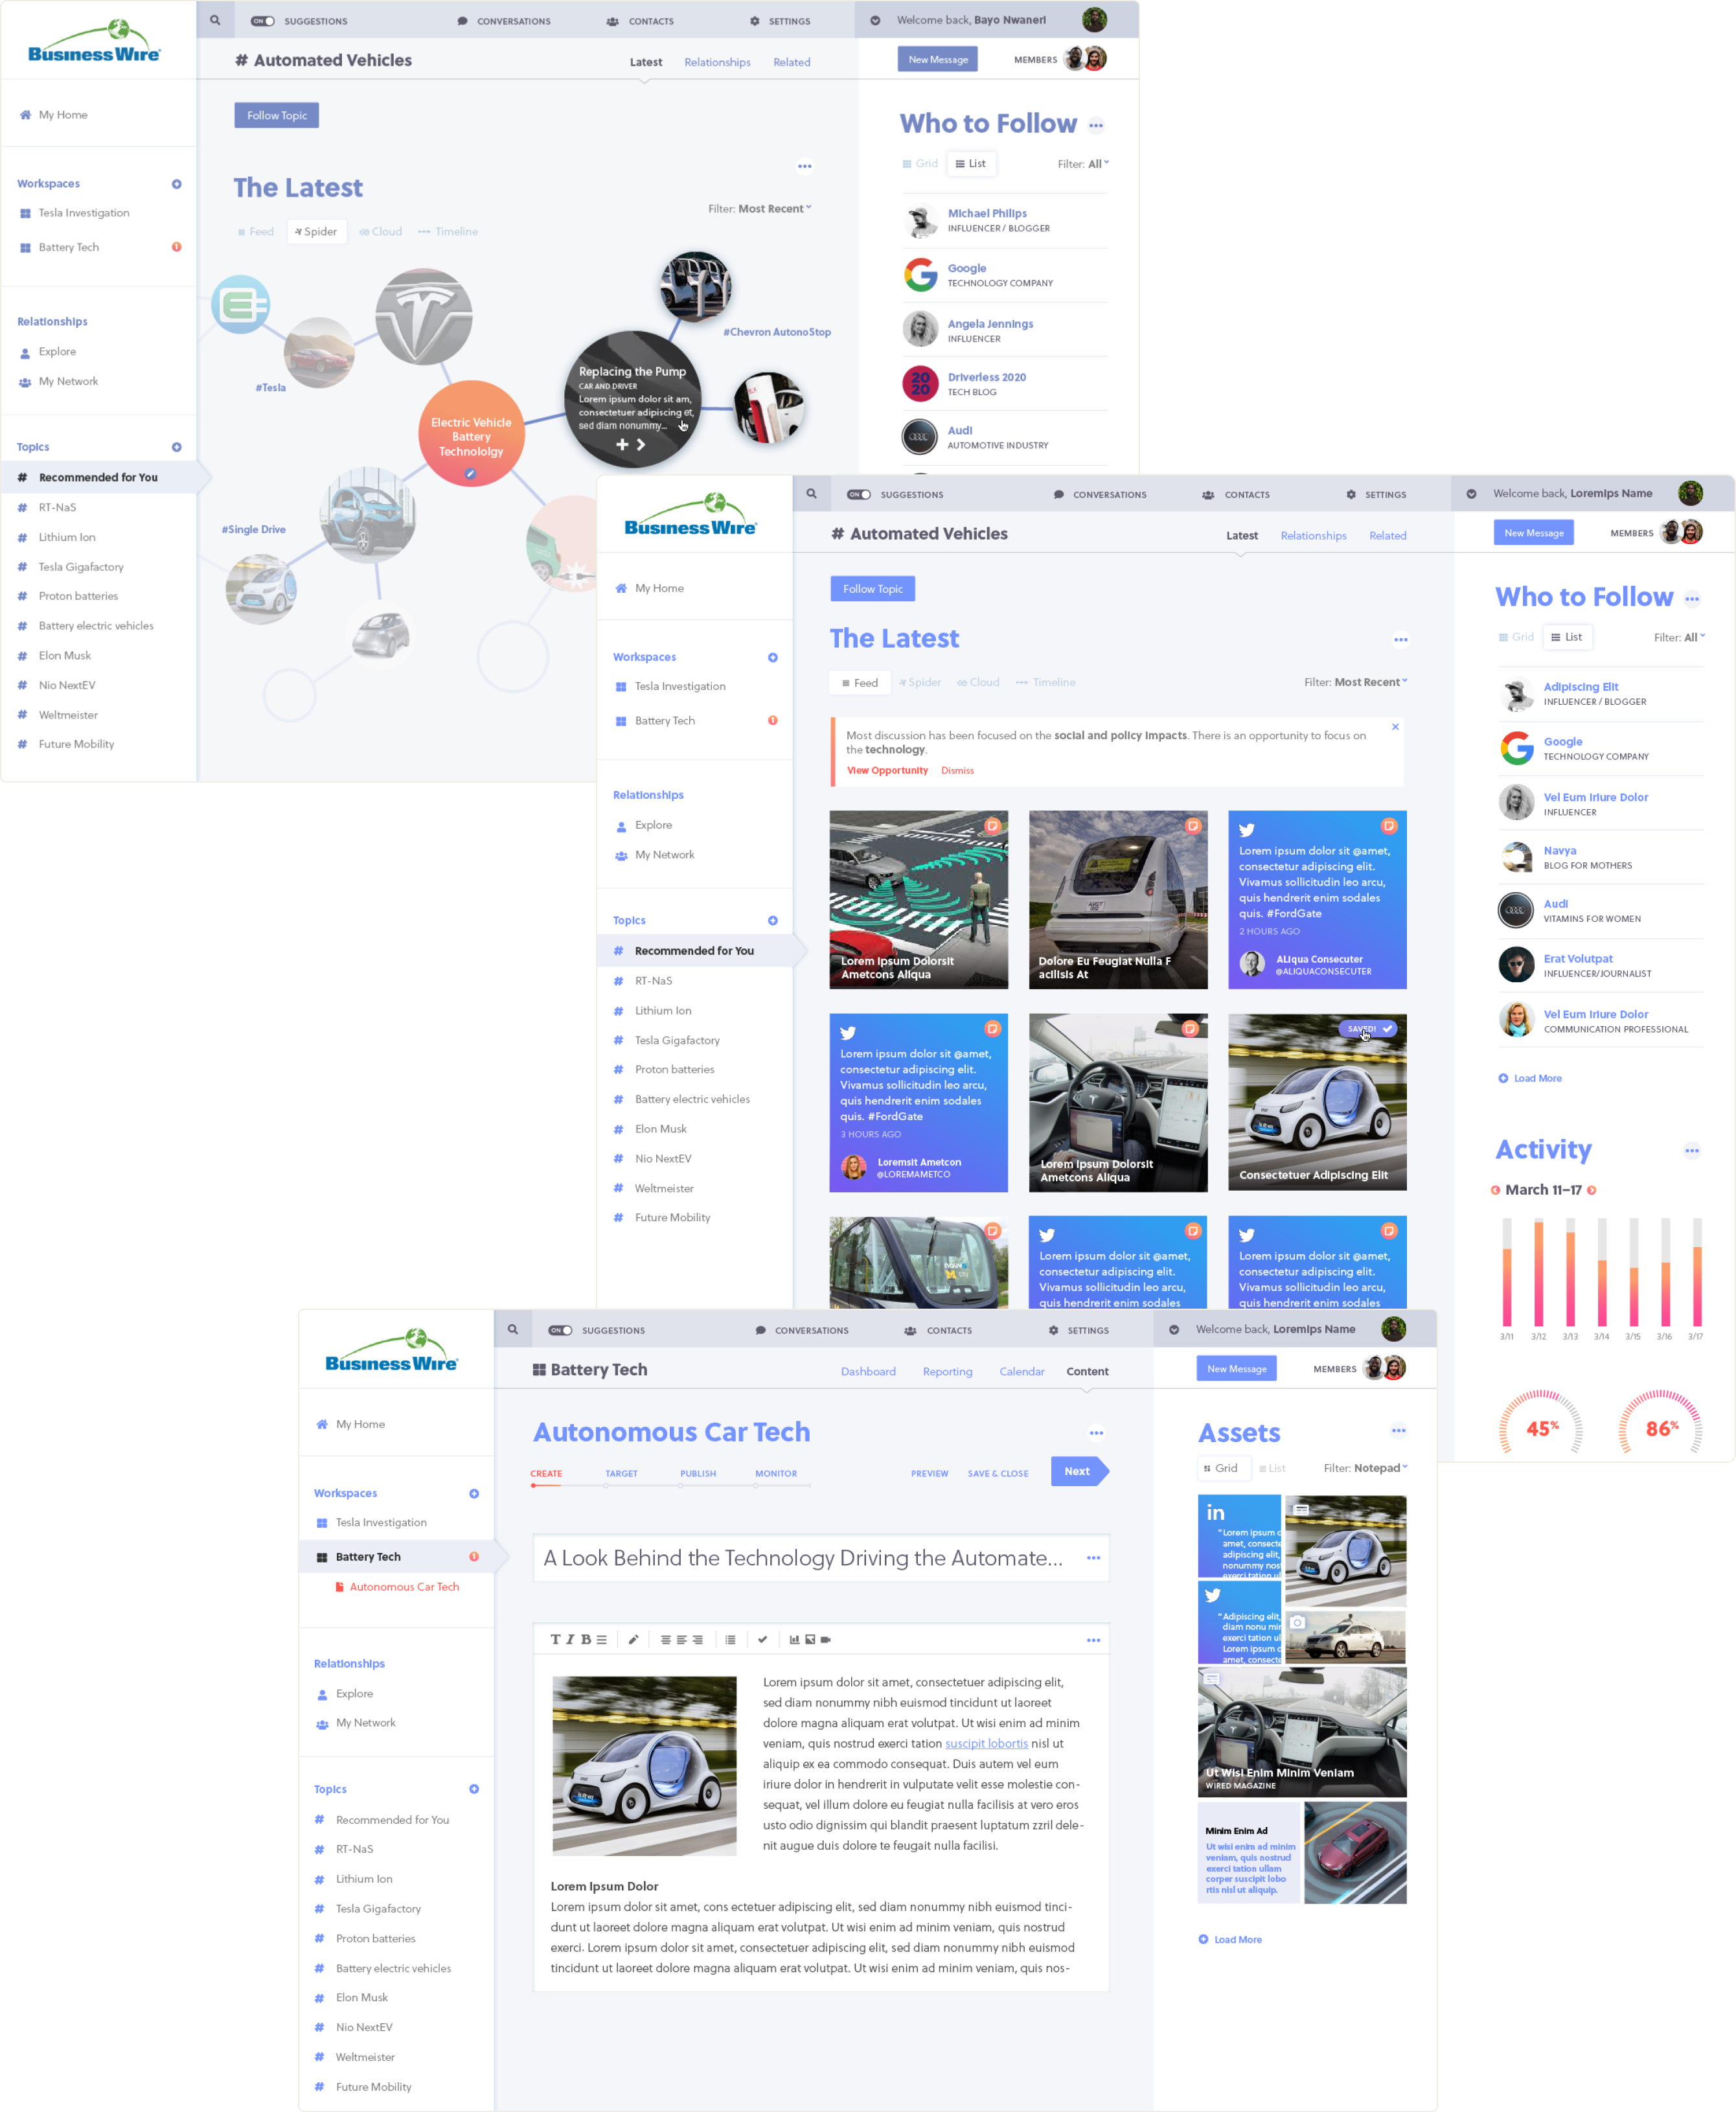 BusinessWire
ON SUGGESTIONS
CONVERSATIONS
CONTACTS
SETTINGS
Welcome back, Bayo Nwaneri
# Automated Vehicles
Latest
Relationships
Related
New Message
MEMBERS
My Home
Workspaces
Tesla Investigation
Battery Tech 1
Relationships
Explore
My Network
Topics
# Recommended for You
# RT-NaS
# Lithium Ion
# Tesla Gigafactory
# Proton batteries
# Battery electric vehicles
# Elon Musk
# Nio NextEV
# Weltmeister
# Future Mobility
Follow Topic
The Latest
Filter: Most Recent
Feed
Spider
Cloud
Timeline
#Chevron AutonoStop
Replacing the Pump
CAR AND DRIVER
Lorem ipsum dolor sit am,
consectetuer adipiscing et,
sed diam nonummy...
#Tesla
Electric Vehicle
Battery
Technololgy
#Single Drive
Who to Follow
Grid
List
Filter: All
Michael Philips
INFLUENCER / BLOGGER
Google
TECHNOLOGY COMPANY
Angela Jennings
INFLUENCER
2020
Driverless 2020
TECH BLOG
Audi
AUTOMOTIVE INDUSTRY
BusinessWire
ON SUGGESTIONS
CONVERSATIONS
CONTACTS
SETTINGS
Welcome back, Loremips Name
# Automated Vehicles
Latest
Relationships
Related
New Message
MEMBERS
My Home
Workspaces
Tesla Investigation
Battery Tech 1
Relationships
Explore
My Network
Topics
# Recommended for You
# RT-NaS
# Lithium Ion
# Tesla Gigafactory
# Proton batteries
# Battery electric vehicles
# Elon Musk
# Nio NextEV
# Weltmeister
# Future Mobility
Follow Topic
The Latest
Feed
Spider
Cloud
Timeline
Filter: Most Recent
Most discussion has been focused on the social and policy impacts. There is an opportunity to focus on
the technology.
View Opportunity
Dismiss
Lorem Ipsum Dolorsit
Ametcons Aliqua
Dolore Eu Feugiat Nulla F
acilisis At
Lorem ipsum dolor sit @amet,
consectetur adipiscing elit.
Vivamus sollicitudin leo arcu,
quis hendrerit enim sodales
quis. #FordGate
2 HOURS AGO
ALiqua Consecuter
@ALIQUACONSECUTER
Lorem ipsum dolor sit @amet,
consectetur adipiscing elit.
Vivamus sollicitudin leo arcu,
quis hendrerit enim sodales
quis. #FordGate
3 HOURS AGO
Loremsit Ametcon
@LOREMAMETCO
Lorem Ipsum Dolorsit
Ametcons Aliqua
SAVED!
Consectetuer Adipiscing Elit
Lorem ipsum dolor sit @amet,
consectetur adipiscing elit.
Vivamus sollicitudin leo arcu,
quis hendrerit enim sodales
Lorem ipsum dolor sit @amet,
consectetur adipiscing elit.
Vivamus sollicitudin leo arcu,
quis hendrerit enim sodales
Who to Follow
Grid
List
Filter: All
Adipiscing Elit
INFLUENCER / BLOGGER
Google
TECHNOLOGY COMPANY
Vel Eum Iriure Dolor
INFLUENCER
Navya
BLOG FOR MOTHERS
Audi
VITAMINS FOR WOMEN
Erat Volutpat
INFLUENCER/JOURNALIST
Vel Eum Iriure Dolor
COMMUNICATION PROFESSIONAL
Load More
Activity
March 11–17
3/11 3/12 3/13 3/14 3/15 3/16 3/17
45%
86%
BusinessWire
ON SUGGESTIONS
CONVERSATIONS
CONTACTS
SETTINGS
Welcome back, Loremips Name
Battery Tech
Dashboard
Reporting
Calendar
Content
New Message
MEMBERS
My Home
Workspaces
Tesla Investigation
Battery Tech 1
Autonomous Car Tech
Relationships
Explore
My Network
Topics
# Recommended for You
# RT-NaS
# Lithium Ion
# Tesla Gigafactory
# Proton batteries
# Battery electric vehicles
# Elon Musk
# Nio NextEV
# Weltmeister
# Future Mobility
Autonomous Car Tech
CREATE
TARGET
PUBLISH
MONITOR
PREVIEW
SAVE & CLOSE
Next
A Look Behind the Technology Driving the Automate...
T I B
Lorem ipsum dolor sit amet, consectetuer adipiscing elit,
sed diam nonummy nibh euismod tincidunt ut laoreet
dolore magna aliquam erat volutpat. Ut wisi enim ad minim
veniam, quis nostrud exerci tation suscipit lobortis nisl ut
aliquip ex ea commodo consequat. Duis autem vel eum
iriure dolor in hendrerit in vulputate velit esse molestie con-
sequat, vel illum dolore eu feugiat nulla facilisis at vero eros
usto odio dignissim qui blandit praesent luptatum zzril dele-
nit augue duis dolore te feugait nulla facilisi.
Lorem Ipsum Dolor
Lorem ipsum dolor sit amet, cons ectetuer adipiscing elit, sed diam nonummy nibh euismod tinci-
dunt ut laoreet dolore magna aliquam erat volutpat. Ut wisi enim ad minim veniam, quis nostrud
exerci. Lorem ipsum dolor sit amet, consectetuer adipiscing elit, sed diam nonummy nibh euismod
tincidunt ut laoreet dolore magna aliquam erat volutpat. Ut wisi enim ad minim veniam, quis nos-
Assets
Grid
List
Filter: Notepad
in
"Lorem ipsum
amet, consecte
adipiscing elit,
nonummy nos
exerci tation ul
"Adipiscing elit,
diam nonu mi
exerci tation ul
Lorem ipsum
amet, consecte
Ut Wisi Enim Minim Veniam
WIRED MAGAZINE
Minim Enim Ad
Ut wisi enim ad minim
veniam, quis nostrud
exerci tation ullam
corper suscipit lobo
rtis nisl ut aliquip.
Load More